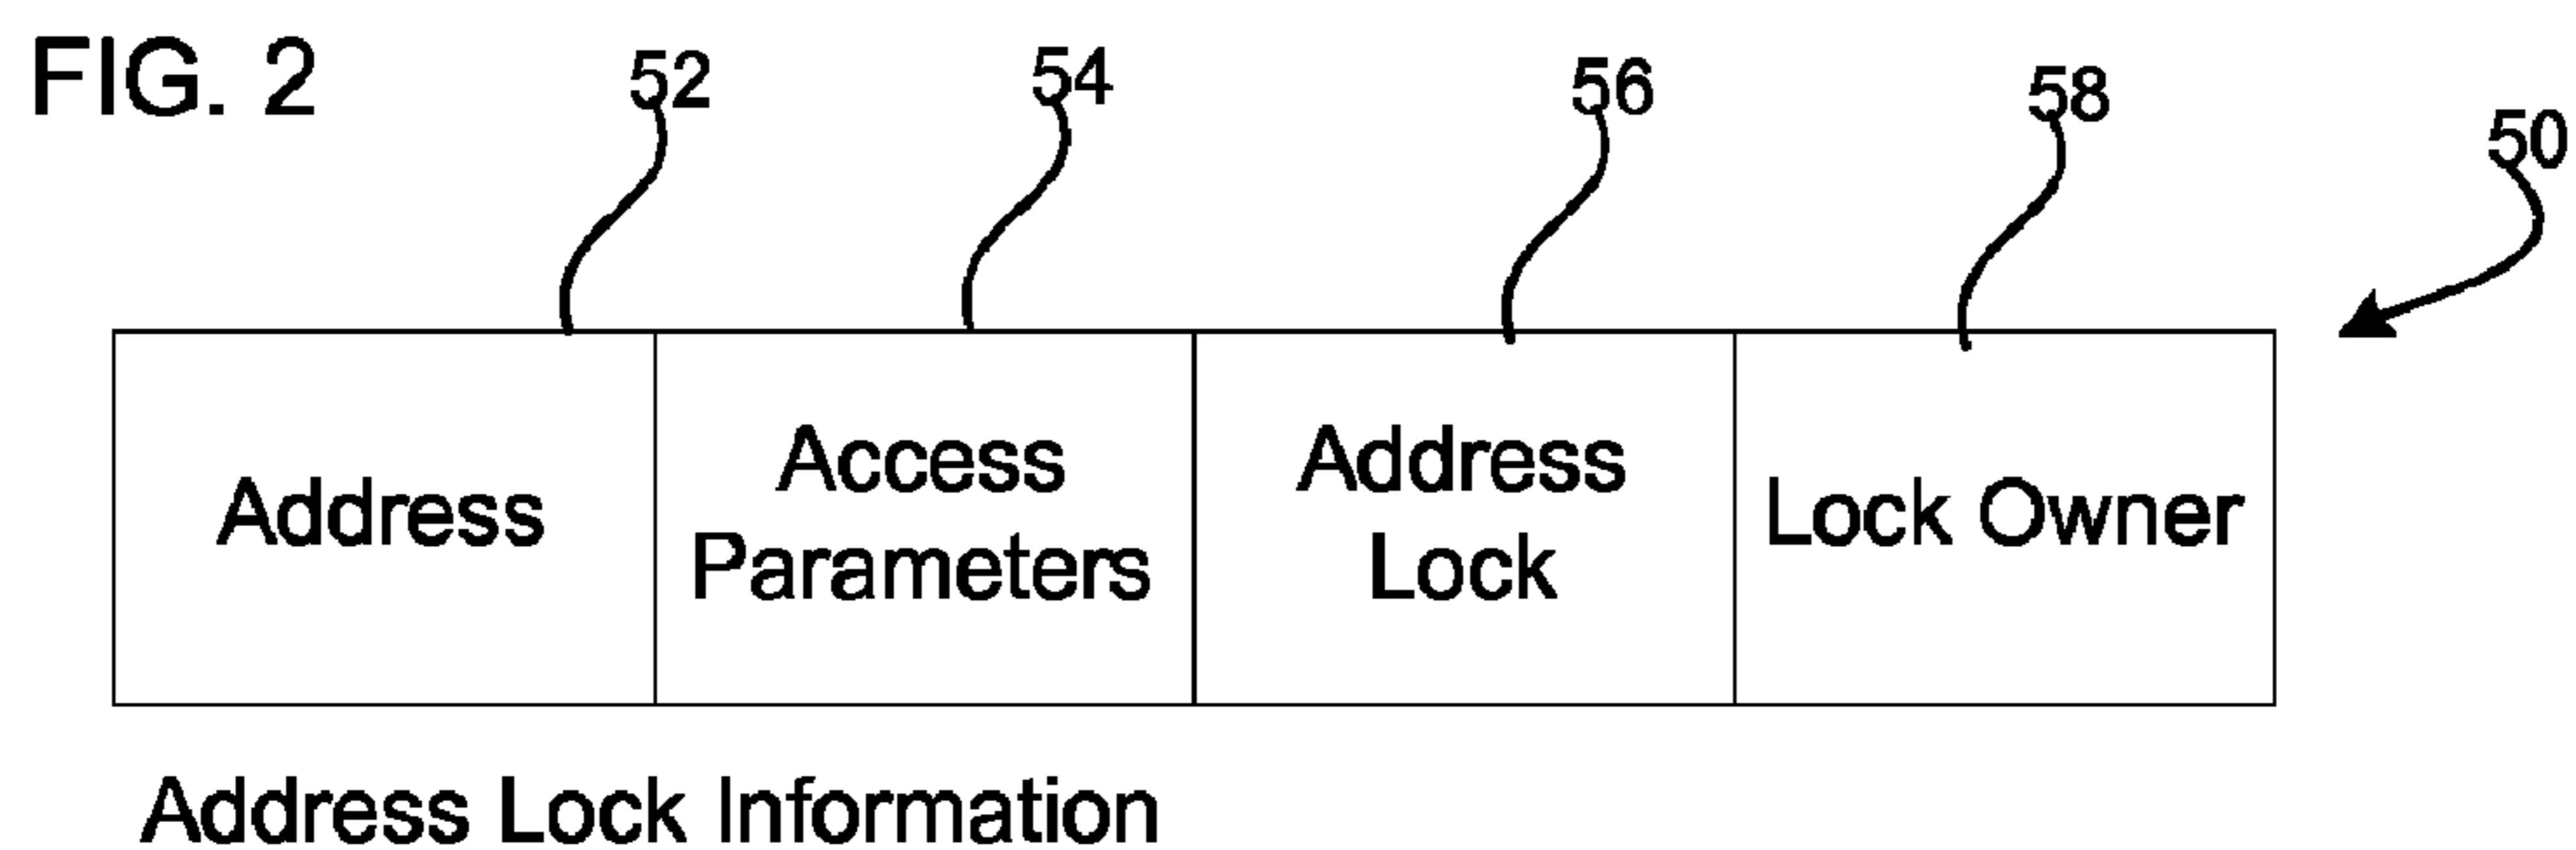 FIG. 2
52
54
56
58
50
Address
Access
Parameters
Address
Lock
Lock Owner
Address Lock Information